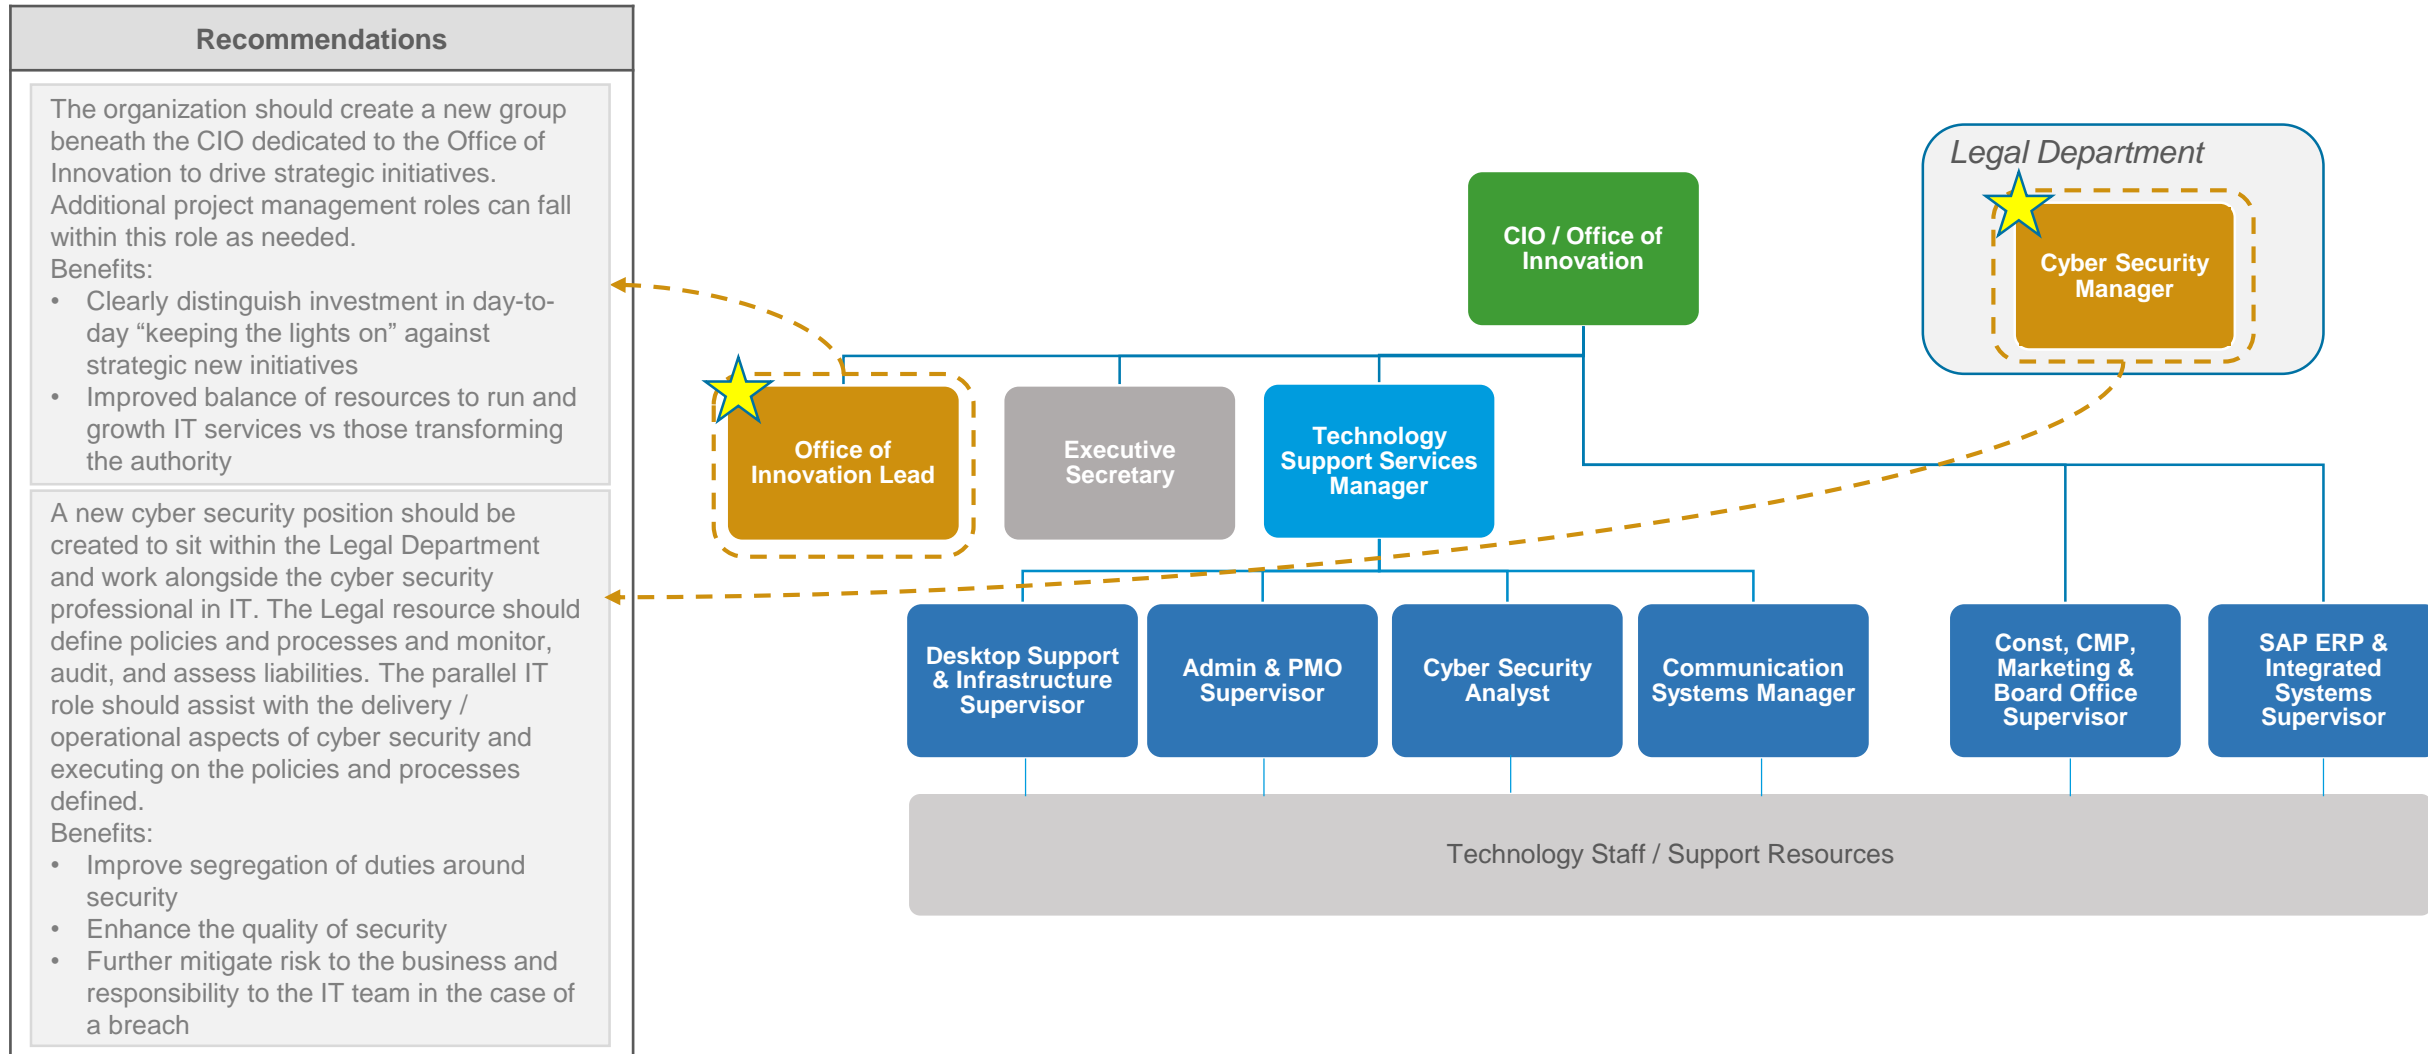 Recommendations
The organization should create a new group
beneath the CIO dedicated to the Office of
Innovation to drive strategic initiatives.
Additional project management roles can fall
within this role as needed.
Benefits:
• Clearly distinguish investment in day-to-
day “keeping the lights on” against
strategic new initiatives
• Improved balance of resources to run and
growth IT services vs those transforming
the authority
A new cyber security position should be
created to sit within the Legal Department
and work alongside the cyber security
professional in IT. The Legal resource should
define policies and processes and monitor,
audit, and assess liabilities. The parallel IT
role should assist with the delivery /
operational aspects of cyber security and
executing on the policies and processes
defined.
Benefits:
• Improve segregation of duties around
security
• Enhance the quality of security
• Further mitigate risk to the business and
responsibility to the IT team in the case of
a breach
Legal Department
Cyber Security
Manager
CIO / Office of
Innovation
Office of
Innovation Lead
Executive
Secretary
Technology
Support Services
Manager
Desktop Support
& Infrastructure
Supervisor
Admin & PMO
Supervisor
Cyber Security
Analyst
Communication
Systems Manager
Const, CMP,
Marketing &
Board Office
Supervisor
SAP ERP &
Integrated
Systems
Supervisor
Technology Staff / Support Resources